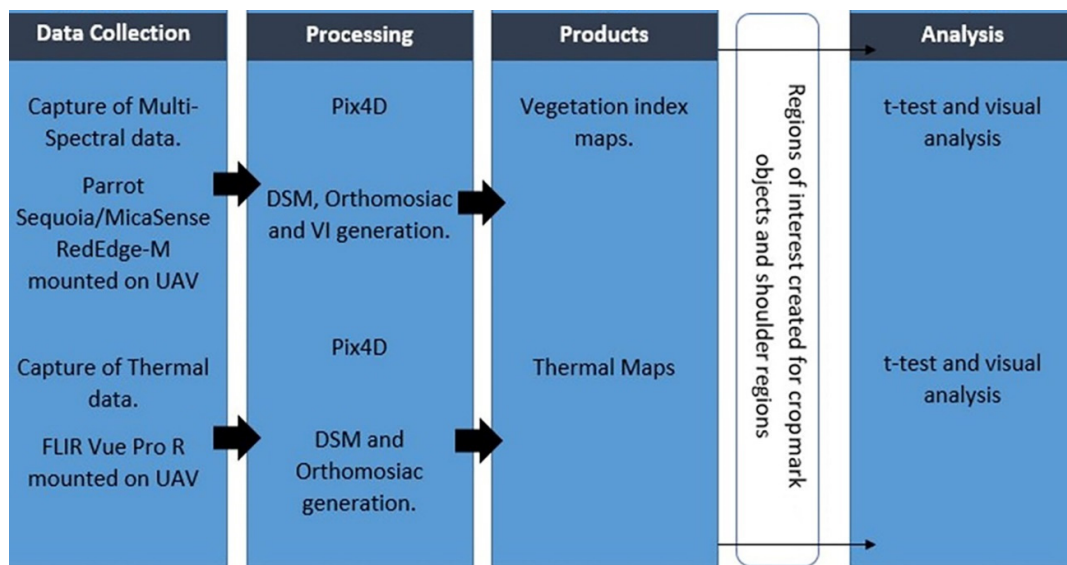 Data Collection
Capture of Multi-
Spectral data.
Parrot
Sequoia/MicaSense
RedEdge-M
mounted on UAV
Capture of Thermal
data.
FLIR Vue Pro R
mounted on UAV
Processing
Pix4D
DSM, Orthomosiac
and VI generation.
Pix4D
DSM and
Orthomosiac
generation.
Products
Vegetation index
maps.
Thermal Maps
Regions of interest created for cropmark
objects and shoulder regions
Analysis
t-test and visual
analysis
t-test and visual
analysis